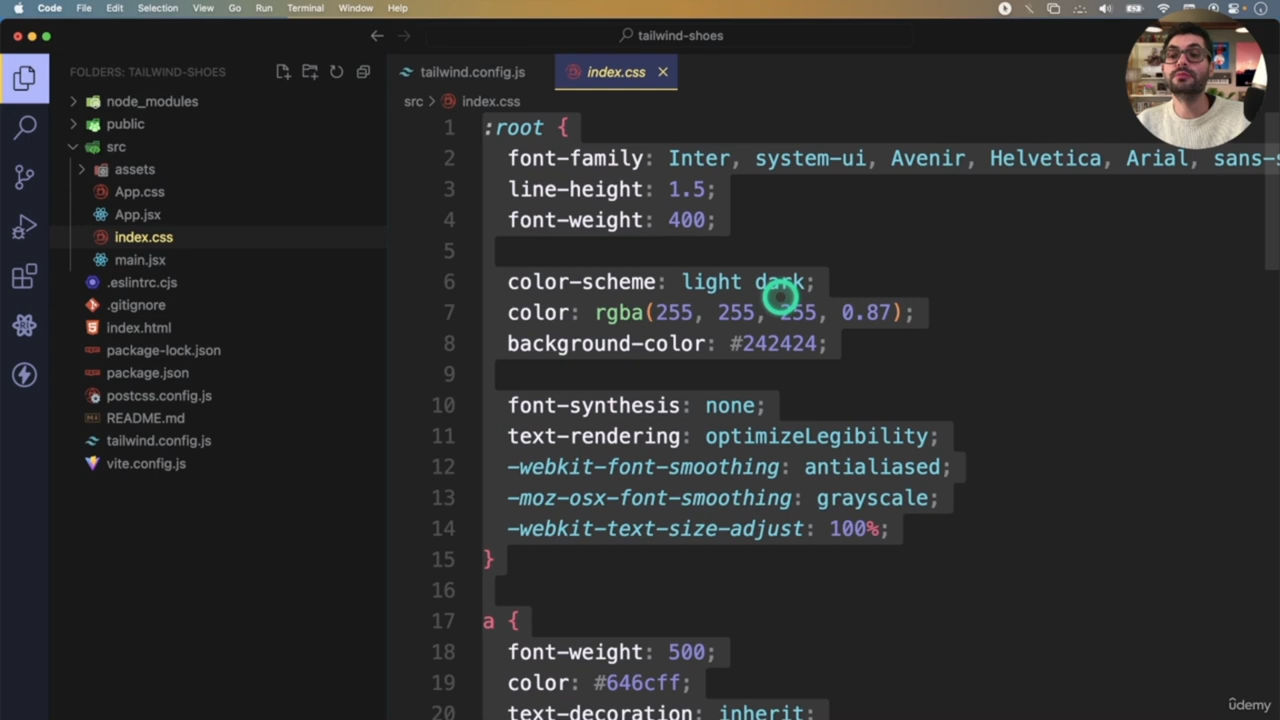 Code File Edit Selection View Go Run Terminal Window Help
tailwind-shoes
FOLDERS: TAILWIND-SHOES
node_modules
public
src
assets
App.css
App.jsx
index.css
main.jsx
.eslintrc.cjs
.gitignore
index.html
package-lock.json
package.json
postcss.config.js
README.md
tailwind.config.js
vite.config.js
tailwind.config.js index.css
src index.css
1 :root {
2 font-family: Inter, system-ui, Avenir, Helvetica, Arial, sans-s
3 line-height: 1.5;
4 font-weight: 400;
5
6 color-scheme: light dark;
7 color: rgba(255, 255, 255, 0.87);
8 background-color: #242424;
9
10 font-synthesis: none;
11 text-rendering: optimizeLegibility;
12 -webkit-font-smoothing: antialiased;
13 -moz-osx-font-smoothing: grayscale;
14 -webkit-text-size-adjust: 100%;
15 }
16
17 a {
18 font-weight: 500;
19 color: #646cff;
20 text-decoration: inherit;
ûdemy